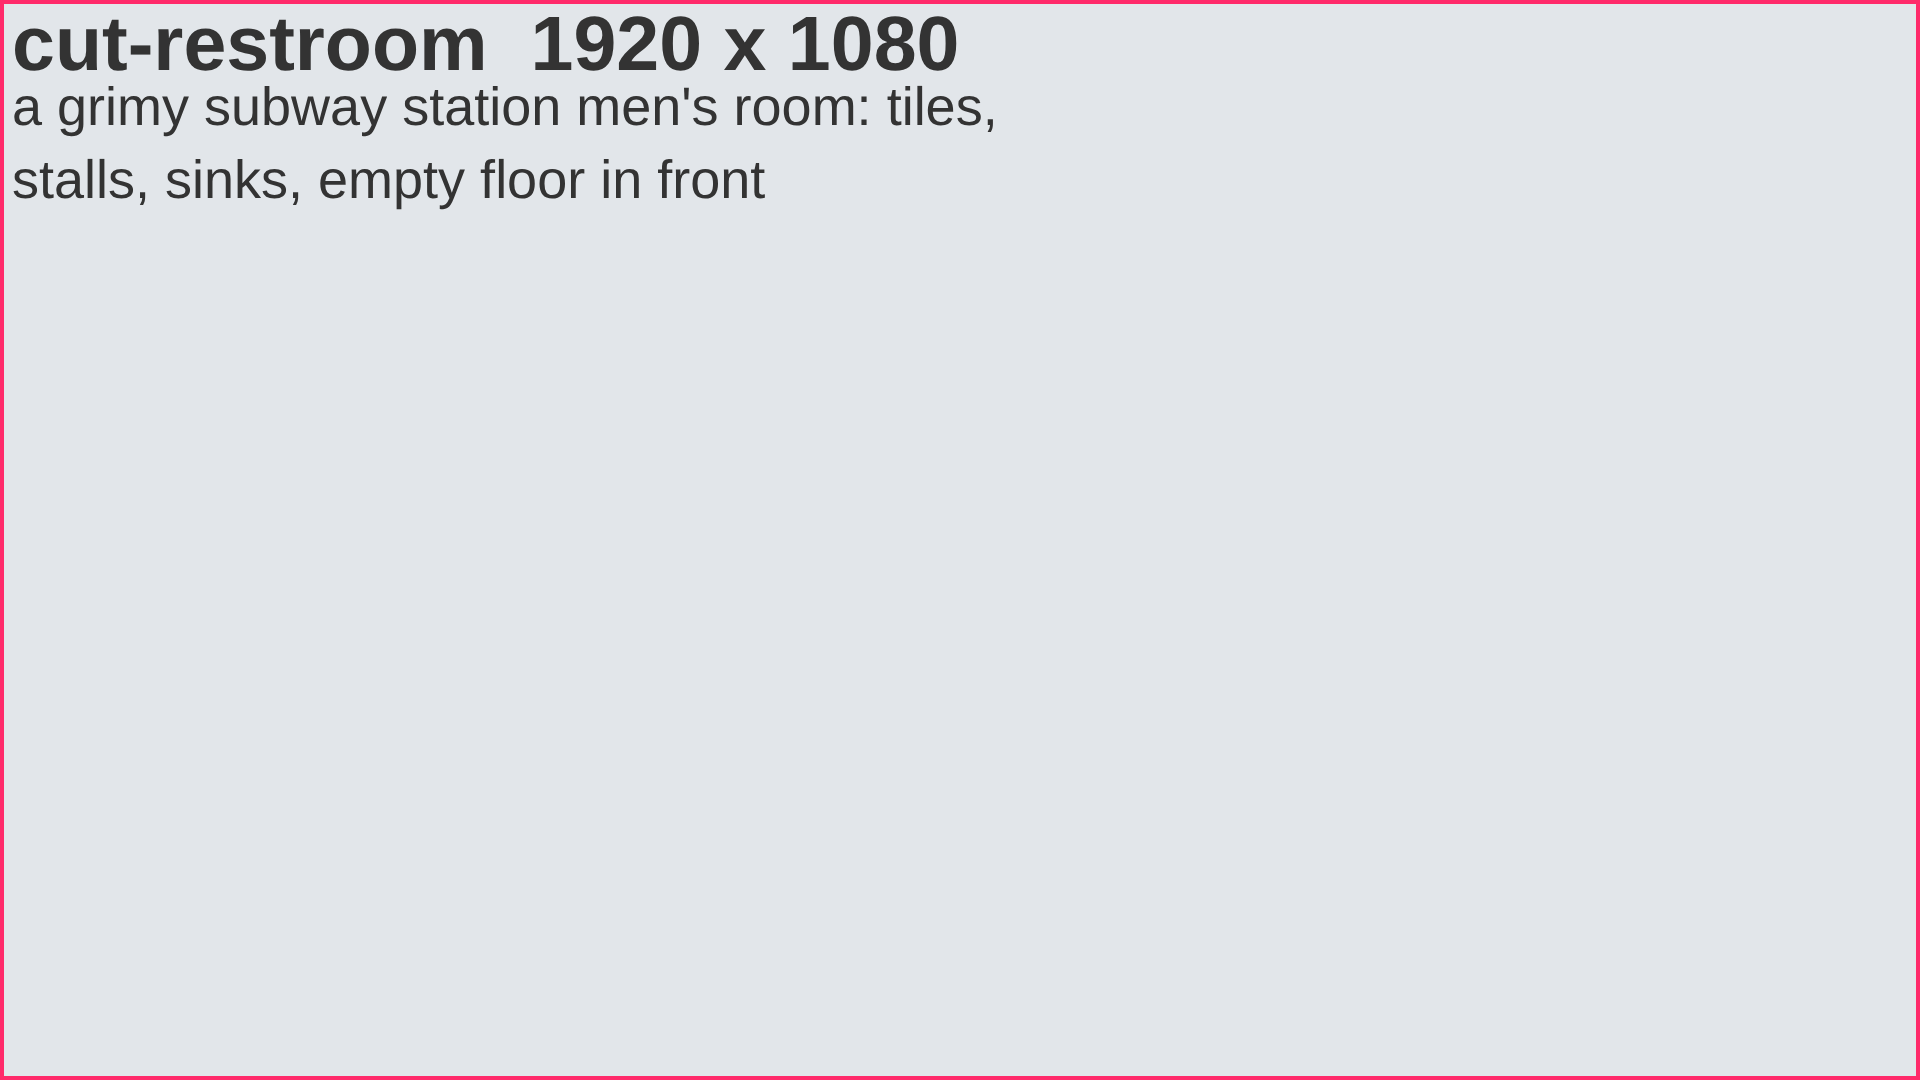 cut-restroom 1920 x 1080
a grimy subway station men's room: tiles,
stalls, sinks, empty floor in front